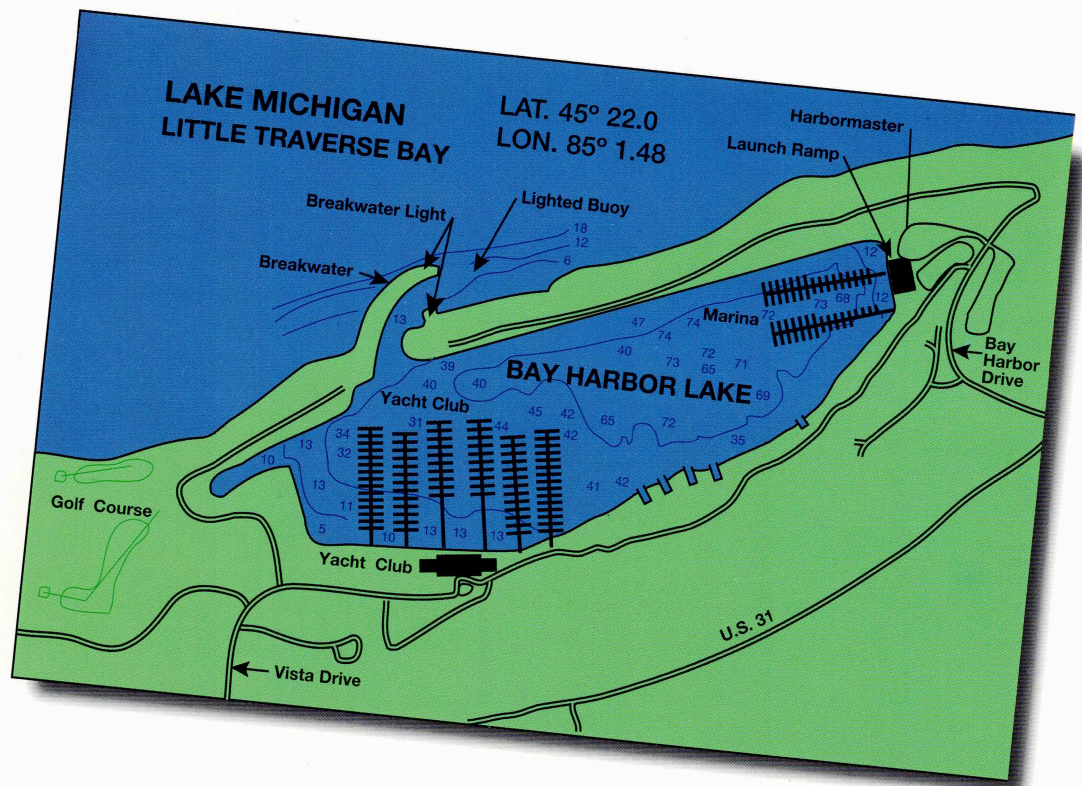 LAKE MICHIGAN
LITTLE TRAVERSE BAY
LAT. 45° 22.0
LON. 85° 1.48
Harbormaster
Launch Ramp
Breakwater Light
Lighted Buoy
Breakwater
18
12
6
13
12
68
73
12
72
Marina
47
74
74
40
72
73
65
71
Bay
Harbor
Drive
39
40
40
BAY HARBOR LAKE
69
Yacht Club
31
44
45
42
65
72
34
42
35
13
32
10
13
41
42
11
Golf Course
5
10
13
13
13
Yacht Club
U.S. 31
Vista Drive